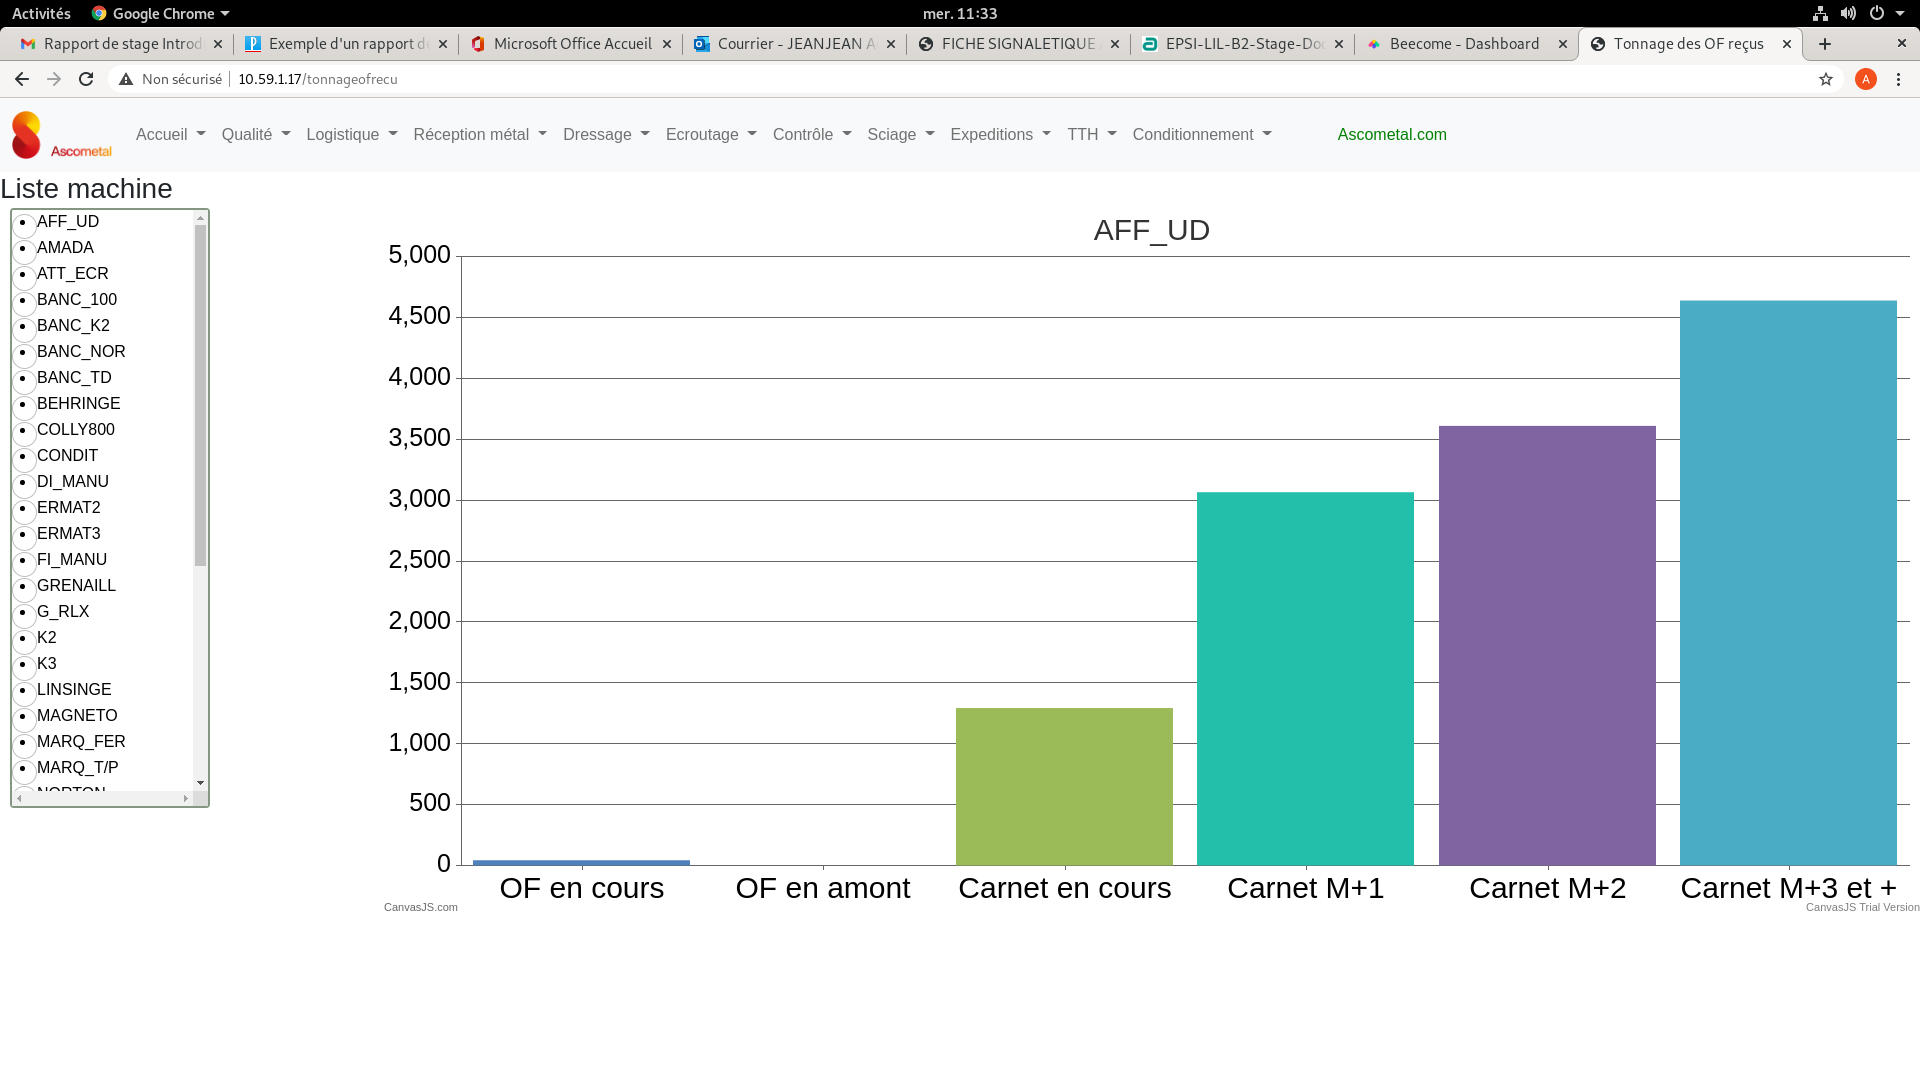 Activités Google Chrome mer. 11:33
Rapport de stage Introd Exemple d'un rapport de Microsoft Office Accueil Courrier - JEANJEAN A FICHE SIGNALETIQUE EPSI-LIL-B2-Stage-Doc Beecome - Dashboard Tonnage des OF reçus
Non sécurisé 10.59.1.17/tonnageofrecu A
Ascometal Accueil Qualité Logistique Réception métal Dressage Ecroutage Contrôle Sciage Expeditions TTH Conditionnement Ascometal.com
Liste machine
AFF_UD
AMADA
ATT_ECR
BANC_100
BANC_K2
BANC_NOR
BANC_TD
BEHRINGE
COLLY800
CONDIT
DI_MANU
ERMAT2
ERMAT3
FI_MANU
GRENAILL
G_RLX
K2
K3
LINSINGE
MAGNETO
MARQ_FER
MARQ_T/P
NORTON
AFF_UD
5,000
4,500
4,000
3,500
3,000
2,500
2,000
1,500
1,000
500
0
OF en cours OF en amont Carnet en cours Carnet M+1 Carnet M+2 Carnet M+3 et +
CanvasJS.com CanvasJS Trial Version